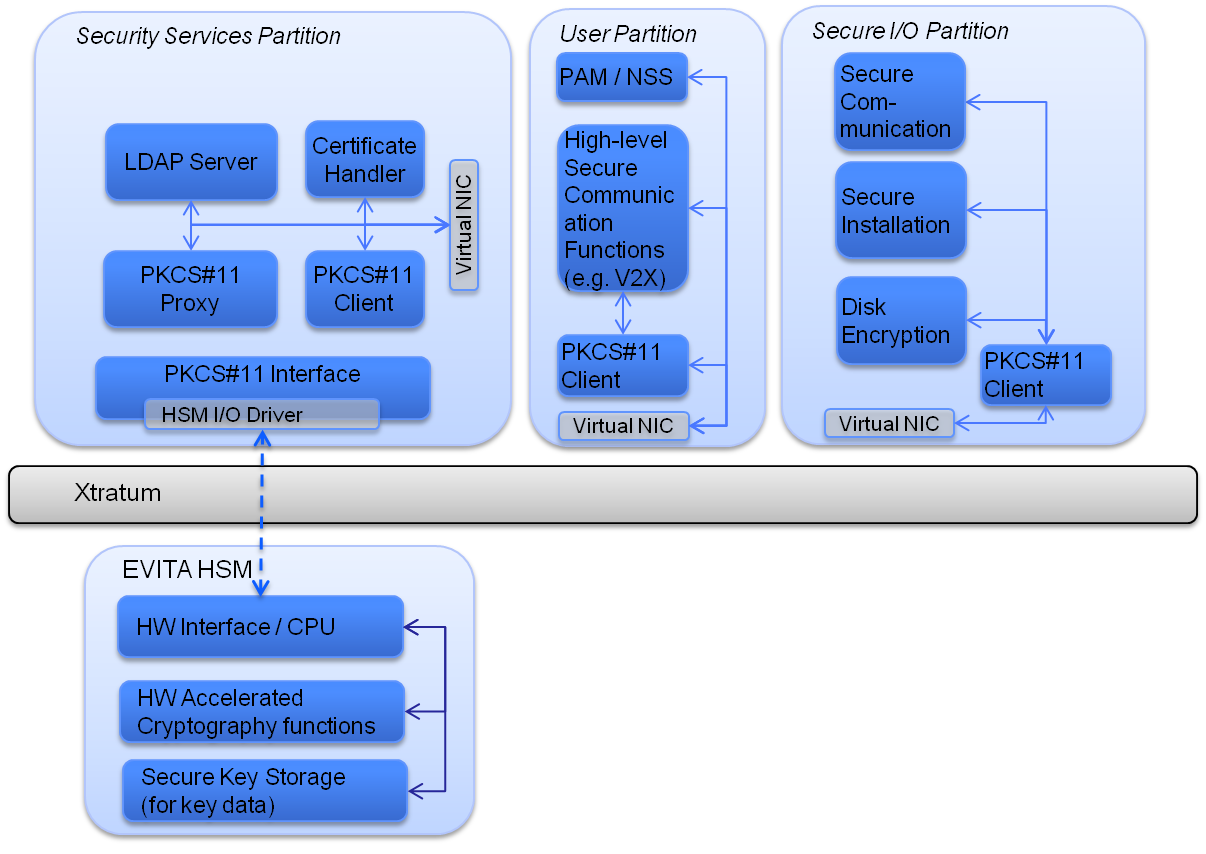 Security Services Partition
LDAP Server
Certificate
Handler
Virtual NIC
PKCS#11
Proxy
PKCS#11
Client
PKCS#11 Interface
HSM I/O Driver
User Partition
PAM / NSS
High-level
Secure
Communic
ation
Functions
(e.g. V2X)
PKCS#11
Client
Virtual NIC
Secure I/O Partition
Secure
Com-
munication
Secure
Installation
Disk
Encryption
PKCS#11
Client
Virtual NIC
Xtratum
EVITA HSM
HW Interface / CPU
HW Accelerated
Cryptography functions
Secure Key Storage
(for key data)